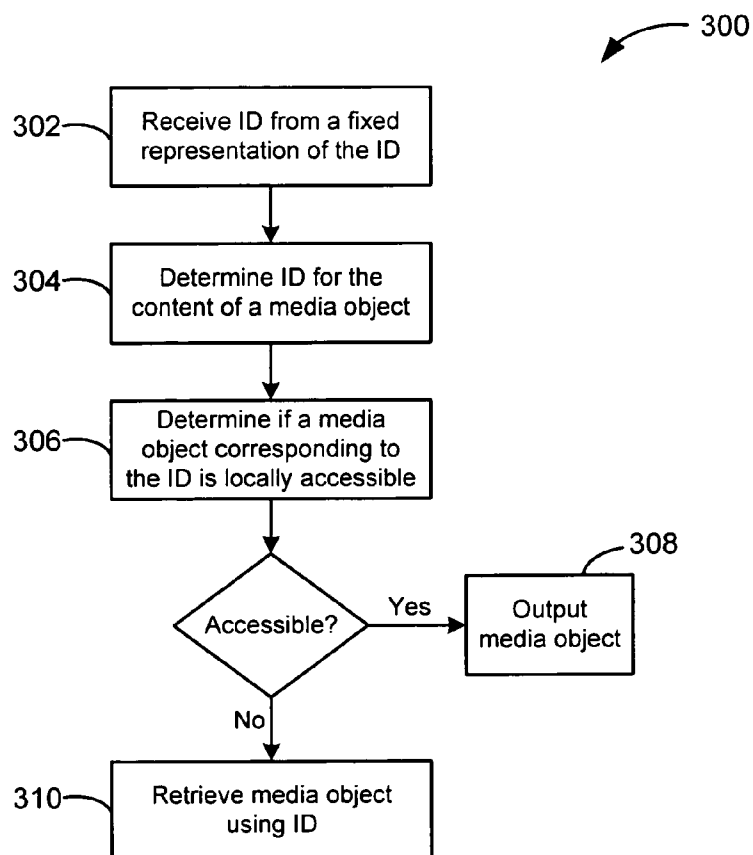 300
302
Receive ID from a fixed
representation of the ID
304
Determine ID for the
content of a media object
306
Determine if a media
object corresponding to
the ID is locally accessible
308
Accessible?
Yes
Output
media object
No
310
Retrieve media object
using ID